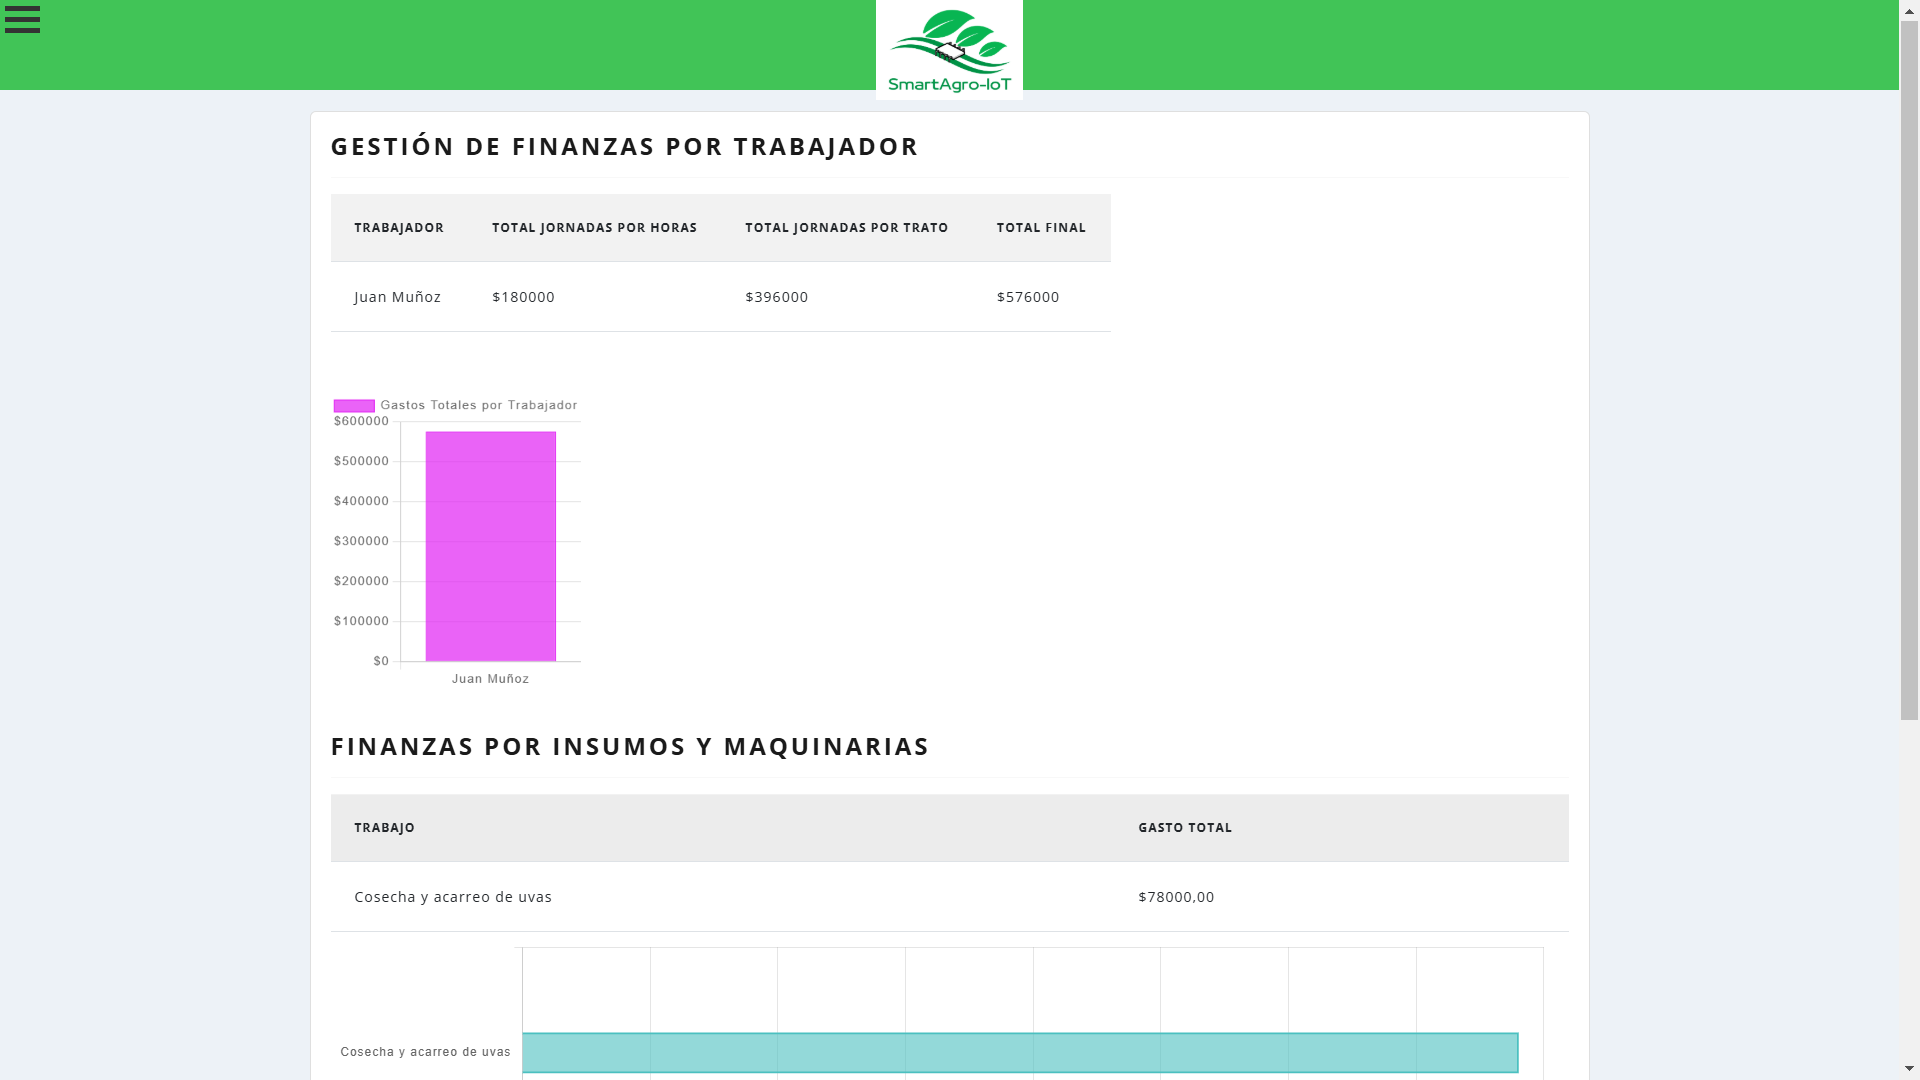 SmartAgro-IoT
GESTIÓN DE FINANZAS POR TRABAJADOR
TRABAJADOR TOTAL JORNADAS POR HORAS TOTAL JORNADAS POR TRATO TOTAL FINAL
Juan Muñoz $180000 $396000 $576000
Gastos Totales por Trabajador
$600000
$500000
$400000
$300000
$200000
$100000
$0
Juan Muñoz
FINANZAS POR INSUMOS Y MAQUINARIAS
TRABAJO GASTO TOTAL
Cosecha y acarreo de uvas $78000,00
Cosecha y acarreo de uvas